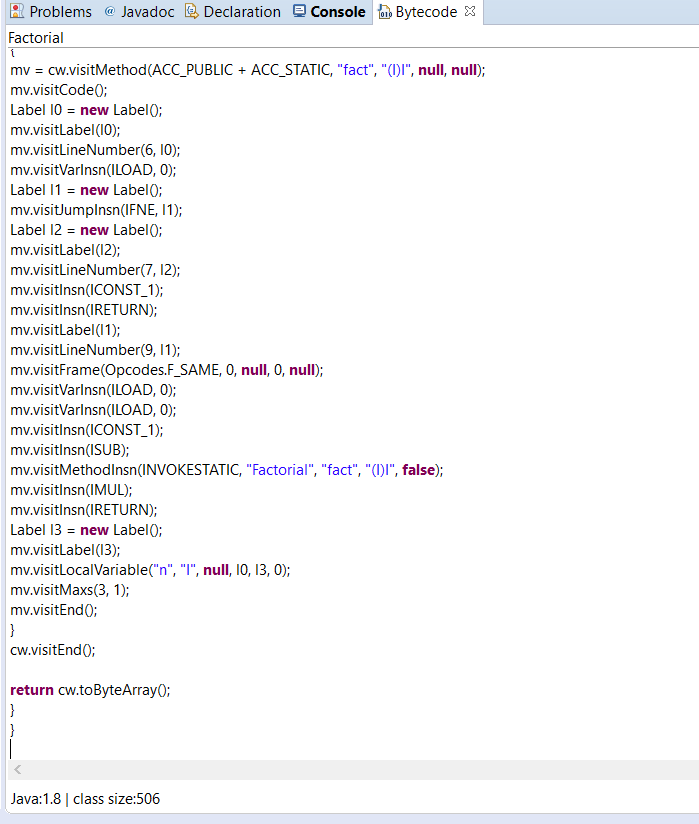 Problems @ Javadoc Declaration Console Bytecode
Factorial
{
mv = cw.visitMethod(ACC_PUBLIC + ACC_STATIC, "fact", "(I)I", null, null);
mv.visitCode();
Label l0 = new Label();
mv.visitLabel(l0);
mv.visitLineNumber(6, l0);
mv.visitVarInsn(ILOAD, 0);
Label l1 = new Label();
mv.visitJumpInsn(IFNE, l1);
Label l2 = new Label();
mv.visitLabel(l2);
mv.visitLineNumber(7, l2);
mv.visitInsn(ICONST_1);
mv.visitInsn(IRETURN);
mv.visitLabel(l1);
mv.visitLineNumber(9, l1);
mv.visitFrame(Opcodes.F_SAME, 0, null, 0, null);
mv.visitVarInsn(ILOAD, 0);
mv.visitVarInsn(ILOAD, 0);
mv.visitInsn(ICONST_1);
mv.visitInsn(ISUB);
mv.visitMethodInsn(INVOKESTATIC, "Factorial", "fact", "(I)I", false);
mv.visitInsn(IMUL);
mv.visitInsn(IRETURN);
Label l3 = new Label();
mv.visitLabel(l3);
mv.visitLocalVariable("n", "I", null, l0, l3, 0);
mv.visitMaxs(3, 1);
mv.visitEnd();
}
cw.visitEnd();
return cw.toByteArray();
}
}
Java:1.8 | class size:506